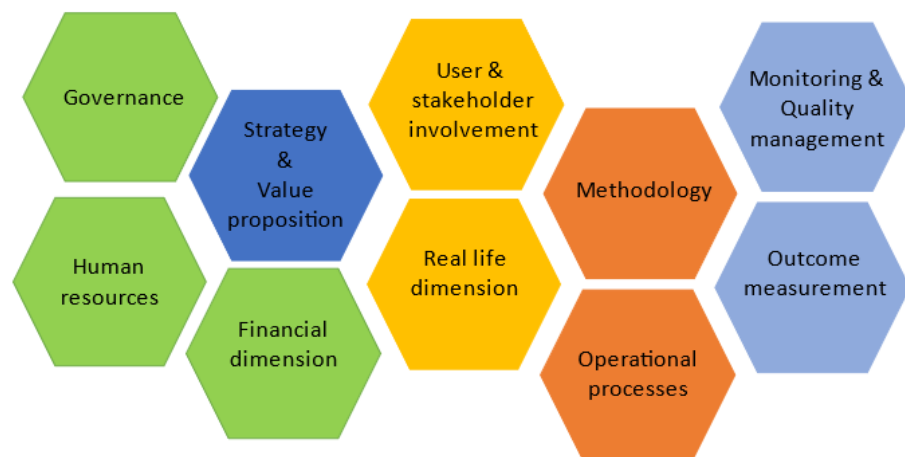 Governance
Human
resources
Strategy
&
Value
proposition
Financial
dimension
User &
stakeholder
involvement
Real life
dimension
Methodology
Operational
processes
Monitoring &
Quality
management
Outcome
measurement